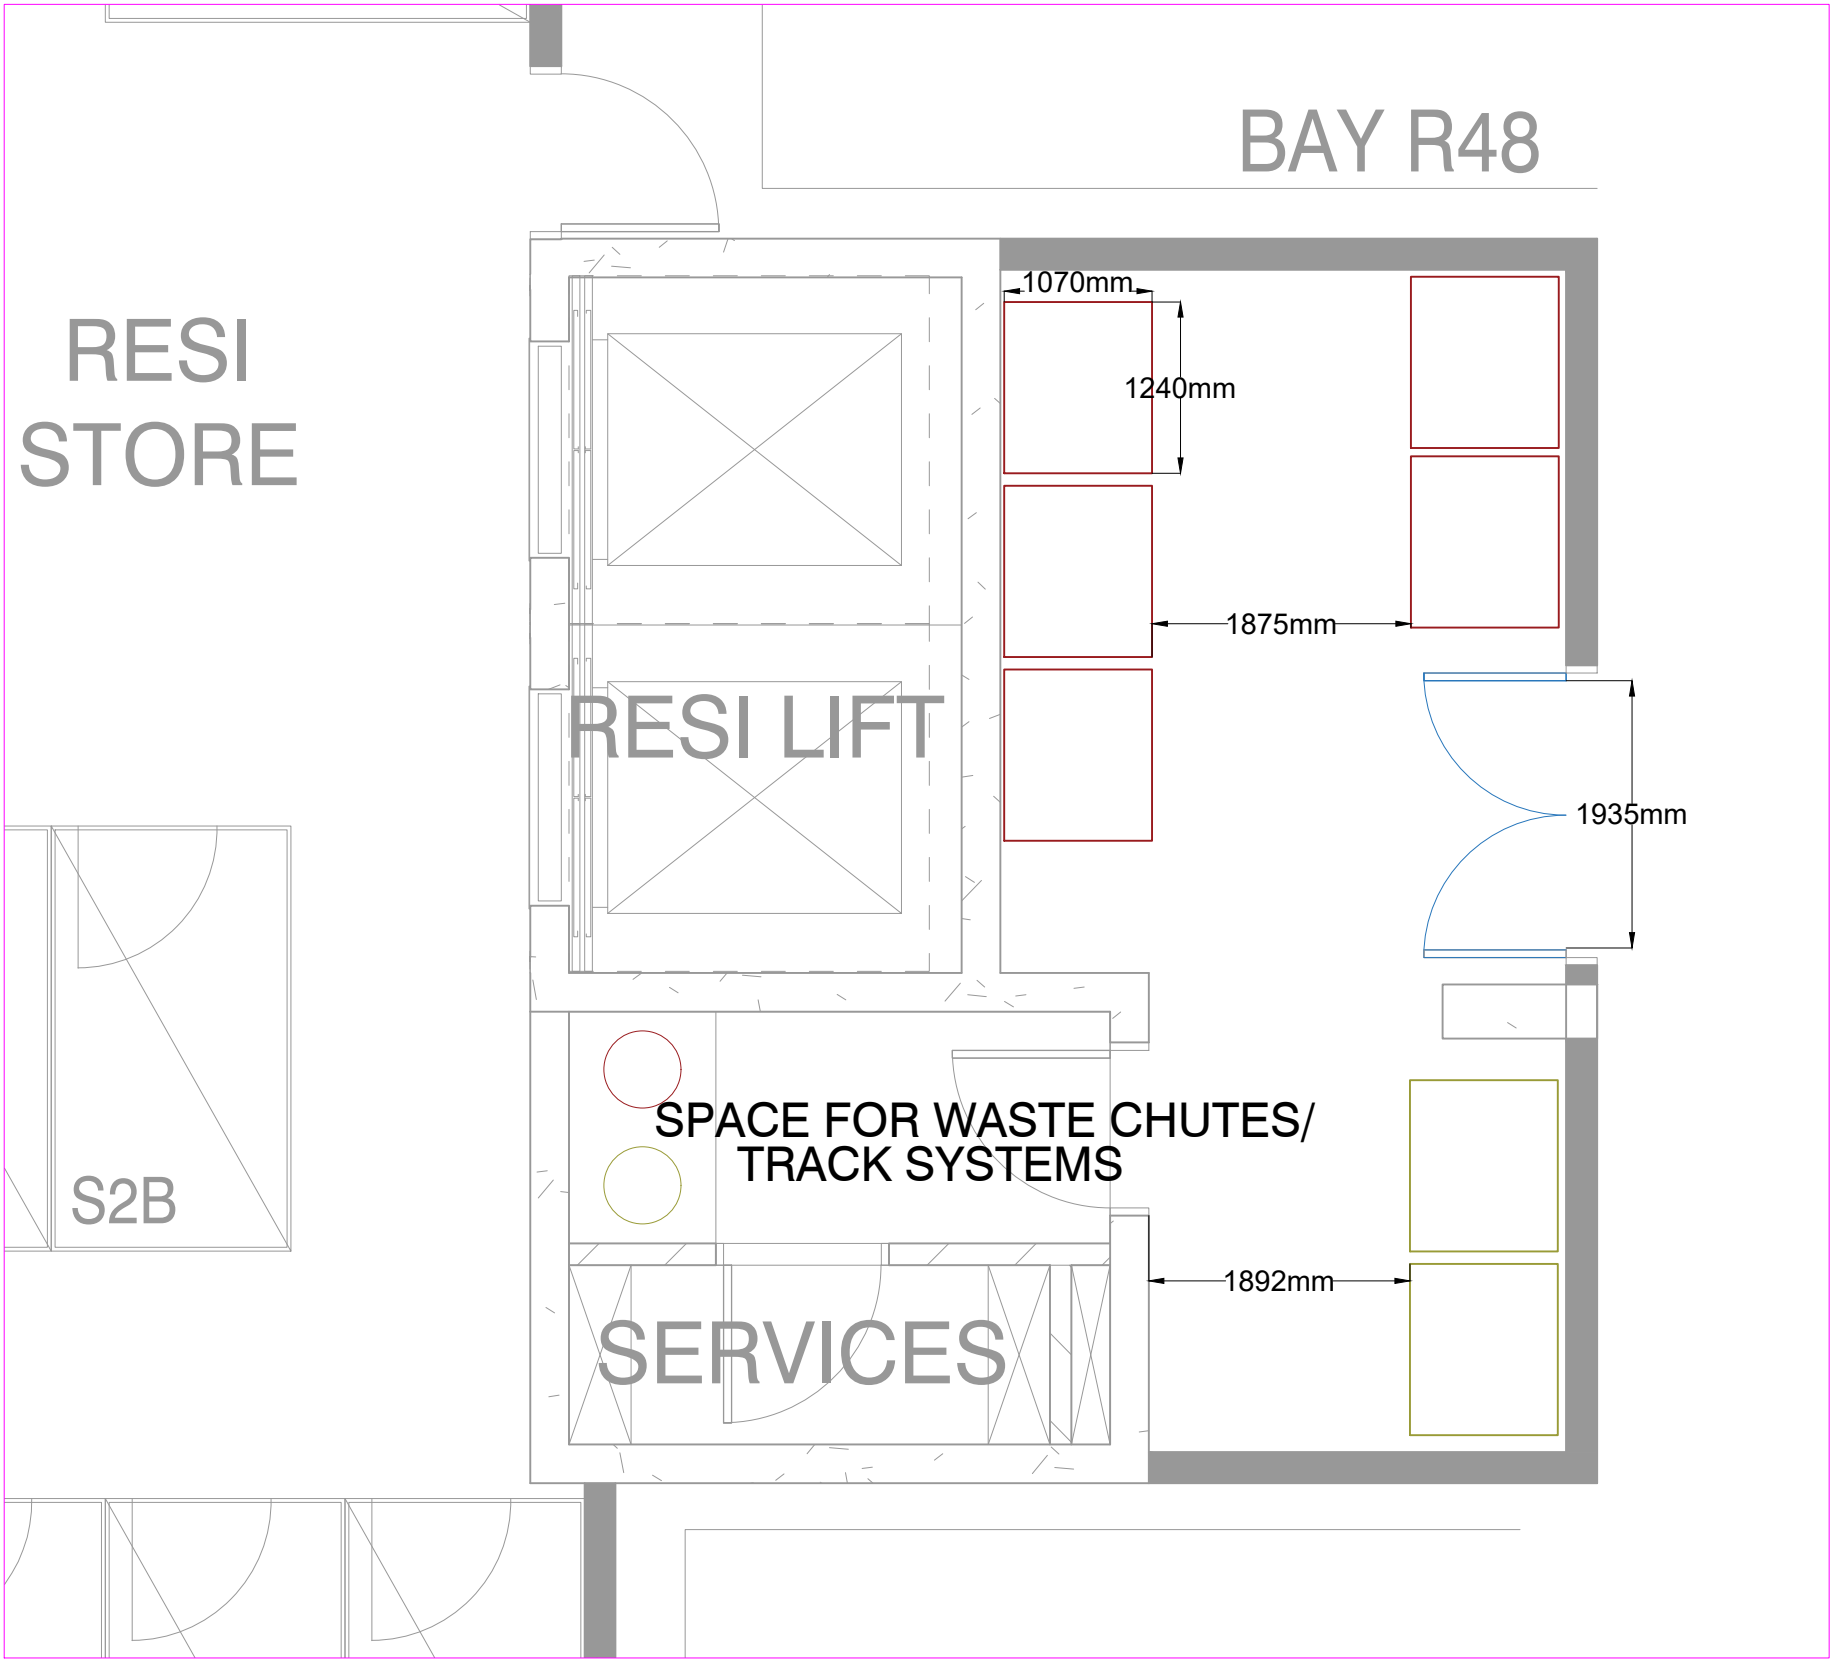 BAY R48
1070mm
RESI
STORE
1240mm
1875mm
RESI LIFT
1935mm
SPACE FOR WASTE CHUTES/
TRACK SYSTEMS
S2B
1892mm
SERVICES